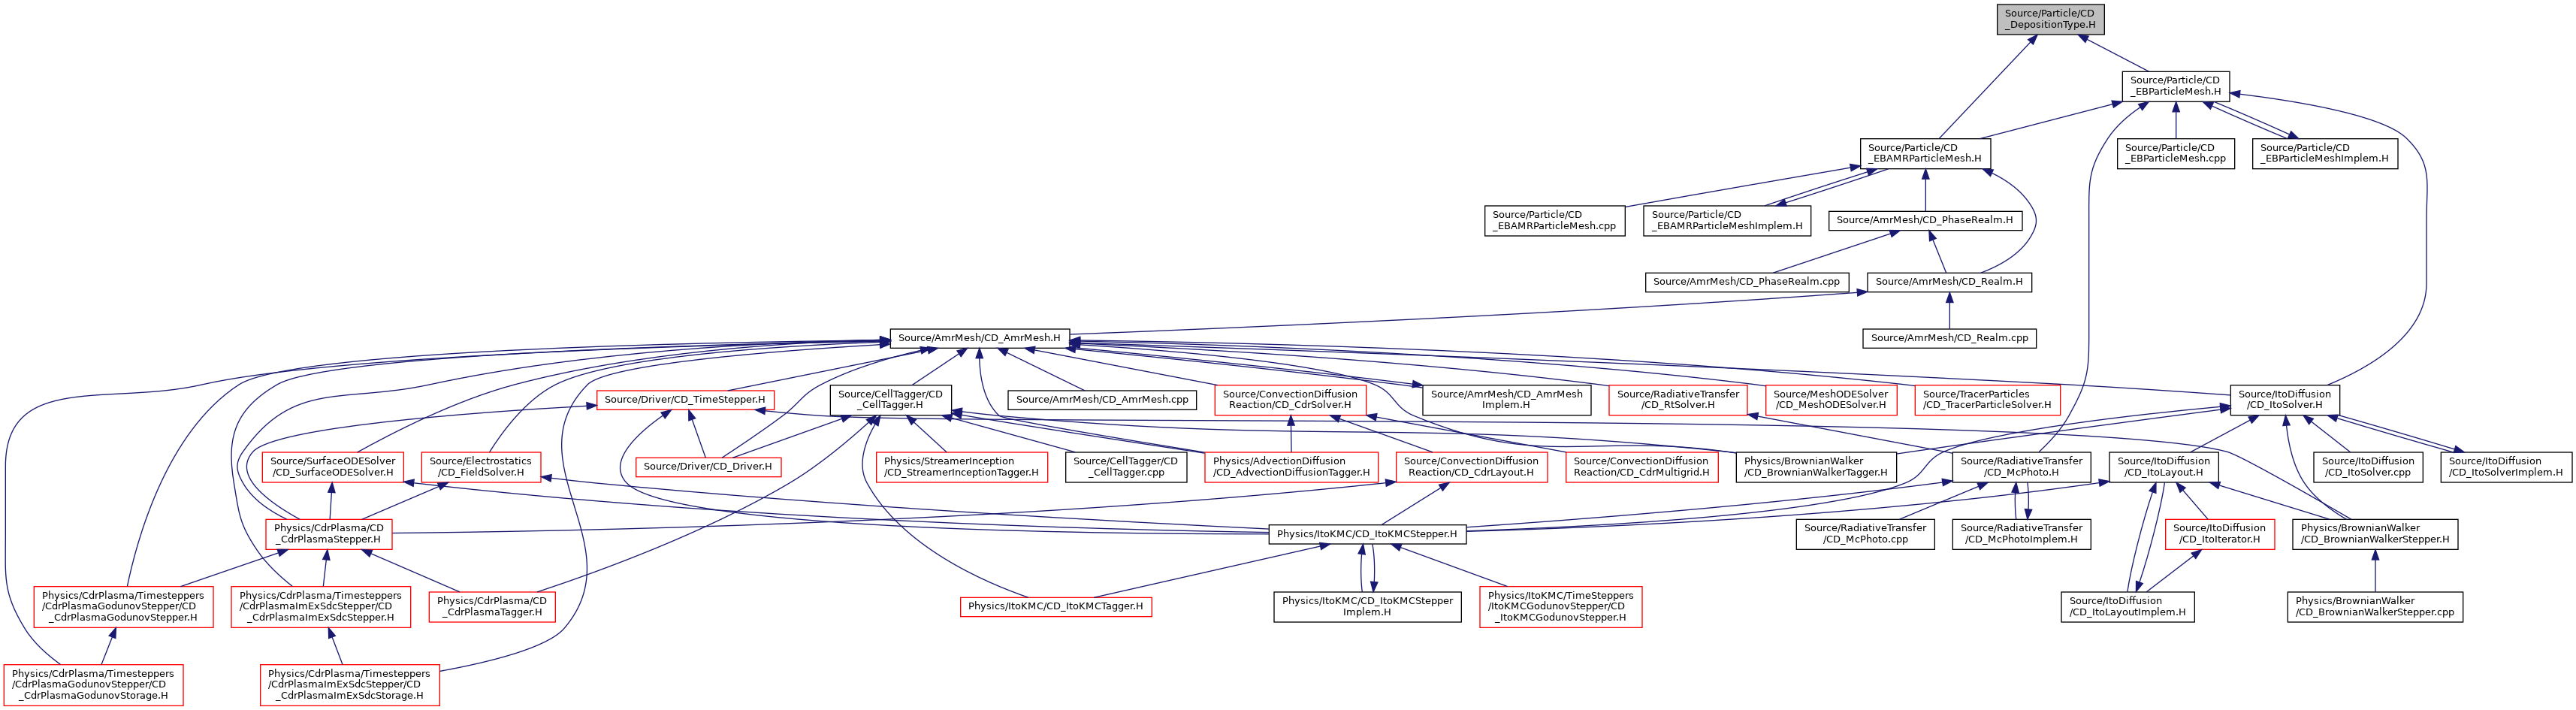 Source/Particle/CD
_DepositionType.H
Source/Particle/CD
_EBParticleMesh.H
Source/Particle/CD
_EBAMRParticleMesh.H
Source/Particle/CD
_EBParticleMesh.cpp
Source/Particle/CD
_EBParticleMeshImplem.H
Source/Particle/CD
_EBAMRParticleMesh.cpp
Source/Particle/CD
_EBAMRParticleMeshImplem.H
Source/AmrMesh/CD_PhaseRealm.H
Source/AmrMesh/CD_PhaseRealm.cpp
Source/AmrMesh/CD_Realm.H
Source/AmrMesh/CD_AmrMesh.H
Source/AmrMesh/CD_Realm.cpp
Source/Driver/CD_TimeStepper.H
Source/CellTagger/CD
_CellTagger.H
Source/AmrMesh/CD_AmrMesh.cpp
Source/ConvectionDiffusion
Reaction/CD_CdrSolver.H
Source/AmrMesh/CD_AmrMesh
Implem.H
Source/RadiativeTransfer
/CD_RtSolver.H
Source/MeshODESolver
/CD_MeshODESolver.H
Source/TracerParticles
/CD_TracerParticleSolver.H
Source/ItoDiffusion
/CD_ItoSolver.H
Source/SurfaceODESolver
/CD_SurfaceODESolver.H
Source/Electrostatics
/CD_FieldSolver.H
Source/Driver/CD_Driver.H
Physics/StreamerInception
/CD_StreamerInceptionTagger.H
Source/CellTagger/CD
_CellTagger.cpp
Physics/AdvectionDiffusion
/CD_AdvectionDiffusionTagger.H
Source/ConvectionDiffusion
Reaction/CD_CdrLayout.H
Source/ConvectionDiffusion
Reaction/CD_CdrMultigrid.H
Physics/BrownianWalker
/CD_BrownianWalkerTagger.H
Source/RadiativeTransfer
/CD_McPhoto.H
Source/ItoDiffusion
/CD_ItoLayout.H
Source/ItoDiffusion
/CD_ItoSolver.cpp
Source/ItoDiffusion
/CD_ItoSolverImplem.H
Physics/CdrPlasma/CD
_CdrPlasmaStepper.H
Physics/ItoKMC/CD_ItoKMCStepper.H
Source/RadiativeTransfer
/CD_McPhoto.cpp
Source/RadiativeTransfer
/CD_McPhotoImplem.H
Source/ItoDiffusion
/CD_ItoIterator.H
Physics/BrownianWalker
/CD_BrownianWalkerStepper.H
Physics/CdrPlasma/Timesteppers
/CdrPlasmaGodunovStepper/CD
_CdrPlasmaGodunovStepper.H
Physics/CdrPlasma/Timesteppers
/CdrPlasmaImExSdcStepper/CD
_CdrPlasmaImExSdcStepper.H
Physics/CdrPlasma/CD
_CdrPlasmaTagger.H
Physics/ItoKMC/CD_ItoKMCTagger.H
Physics/ItoKMC/CD_ItoKMCStepper
Implem.H
Physics/ItoKMC/TimeSteppers
/ItoKMCGodunovStepper/CD
_ItoKMCGodunovStepper.H
Source/ItoDiffusion
/CD_ItoLayoutImplem.H
Physics/BrownianWalker
/CD_BrownianWalkerStepper.cpp
Physics/CdrPlasma/Timesteppers
/CdrPlasmaGodunovStepper/CD
_CdrPlasmaGodunovStorage.H
Physics/CdrPlasma/Timesteppers
/CdrPlasmaImExSdcStepper/CD
_CdrPlasmaImExSdcStorage.H